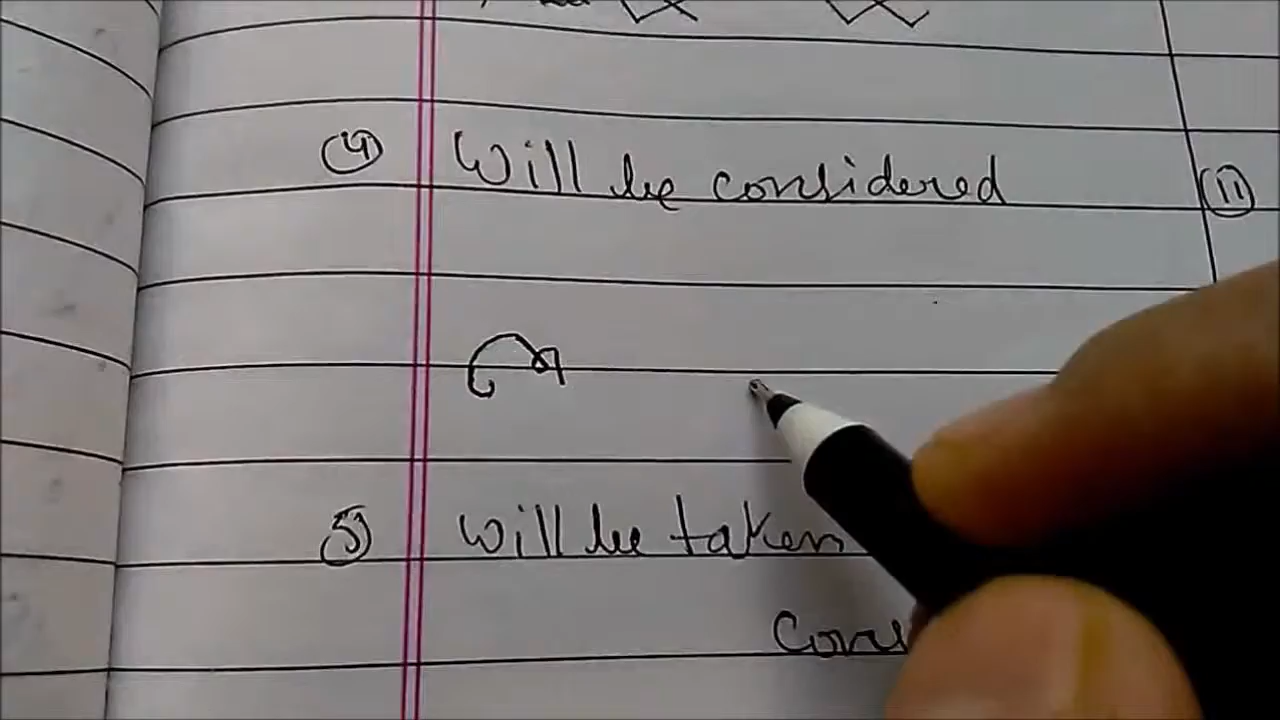 ④ Will be considered
⑪
⑤ Will be taken